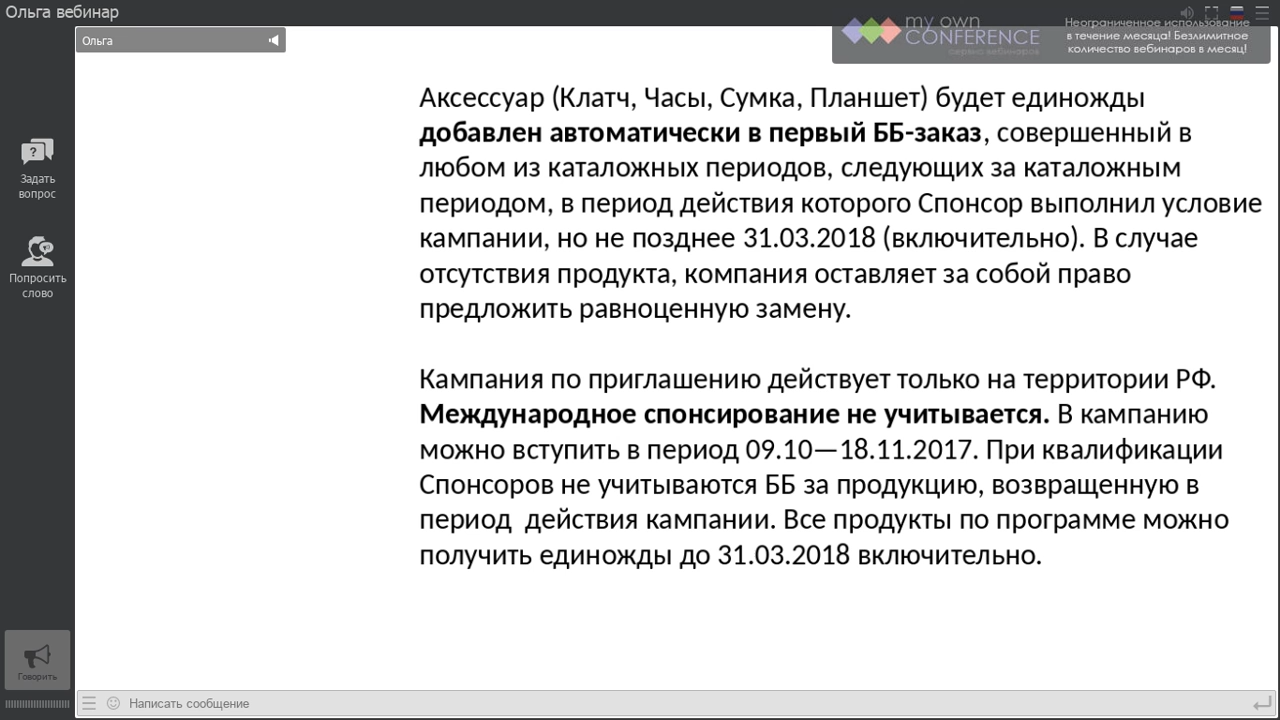 Ольга вебинар
Ольга
my own
CONFERENCE
сервис вебинаров
Неограниченное использование
в течение месяца! Безлимитное
количество вебинаров в месяц!
Аксессуар (Клатч, Часы, Сумка, Планшет) будет единожды
добавлен автоматически в первый ББ-заказ, совершенный в
любом из каталожных периодов, следующих за каталожным
периодом, в период действия которого Спонсор выполнил условие
кампании, но не позднее 31.03.2018 (включительно). В случае
отсутствия продукта, компания оставляет за собой право
предложить равноценную замену.
Кампания по приглашению действует только на территории РФ.
Международное спонсирование не учитывается. В кампанию
можно вступить в период 09.10—18.11.2017. При квалификации
Спонсоров не учитываются ББ за продукцию, возвращенную в
период  действия кампании. Все продукты по программе можно
получить единожды до 31.03.2018 включительно.
Задать
вопрос
Попросить
слово
Говорить
Написать сообщение